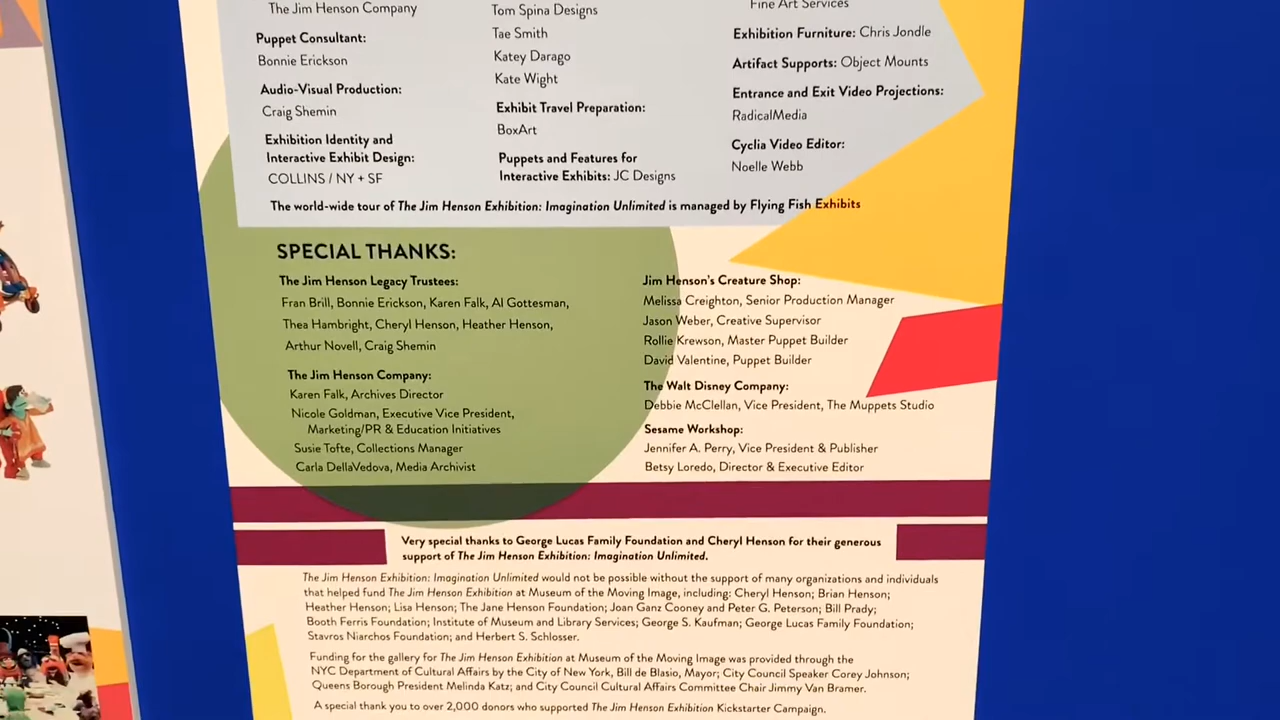 The Jim Henson Company
Puppet Consultant:
Bonnie Erickson
Audio-Visual Production:
Craig Shemin
Exhibition Identity and
Interactive Exhibit Design:
COLLINS / NY + SF
Tom Spina Designs
Tae Smith
Katey Darago
Kate Wight
Exhibit Travel Preparation:
BoxArt
Puppets and Features for
Interactive Exhibits: JC Designs
Fine Art Services
Exhibition Furniture: Chris Jondle
Artifact Supports: Object Mounts
Entrance and Exit Video Projections:
RadicalMedia
Cyclia Video Editor:
Noelle Webb
The world-wide tour of The Jim Henson Exhibition: Imagination Unlimited is managed by Flying Fish Exhibits
SPECIAL THANKS:
The Jim Henson Legacy Trustees:
Fran Brill, Bonnie Erickson, Karen Falk, Al Gottesman,
Thea Hambright, Cheryl Henson, Heather Henson,
Arthur Novell, Craig Shemin
The Jim Henson Company:
Karen Falk, Archives Director
Nicole Goldman, Executive Vice President,
Marketing/PR & Education Initiatives
Susie Tofte, Collections Manager
Carla DellaVedova, Media Archivist
Jim Henson's Creature Shop:
Melissa Creighton, Senior Production Manager
Jason Weber, Creative Supervisor
Rollie Krewson, Master Puppet Builder
David Valentine, Puppet Builder
The Walt Disney Company:
Debbie McClellan, Vice President, The Muppets Studio
Sesame Workshop:
Jennifer A. Perry, Vice President & Publisher
Betsy Loredo, Director & Executive Editor
Very special thanks to George Lucas Family Foundation and Cheryl Henson for their generous
support of The Jim Henson Exhibition: Imagination Unlimited.
The Jim Henson Exhibition: Imagination Unlimited would not be possible without the support of many organizations and individuals
that helped fund The Jim Henson Exhibition at Museum of the Moving Image, including: Cheryl Henson; Brian Henson;
Heather Henson; Lisa Henson; The Jane Henson Foundation; Joan Ganz Cooney and Peter G. Peterson; Bill Prady;
Booth Ferris Foundation; Institute of Museum and Library Services; George S. Kaufman; George Lucas Family Foundation;
Stavros Niarchos Foundation; and Herbert S. Schlosser.
Funding for the gallery for The Jim Henson Exhibition at Museum of the Moving Image was provided through the
NYC Department of Cultural Affairs by the City of New York, Bill de Blasio, Mayor; City Council Speaker Corey Johnson;
Queens Borough President Melinda Katz; and City Council Cultural Affairs Committee Chair Jimmy Van Bramer.
A special thank you to over 2,000 donors who supported The Jim Henson Exhibition Kickstarter Campaign.